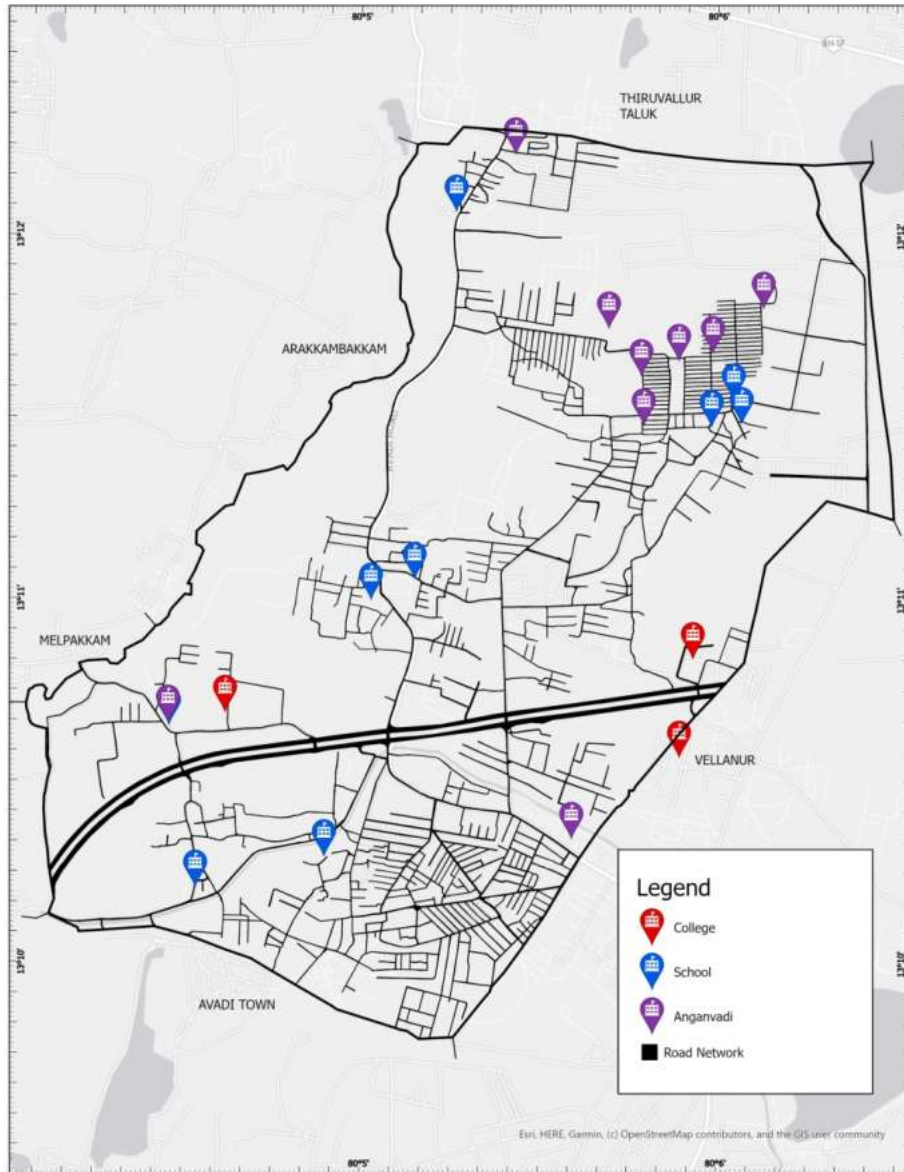 80°5'
80°6'
THIRUVALLUR
TALUK
13°12'
13°12'
ARAKKAMBAKKAM
13°11'
13°11'
MELPAKKAM
VELLANUR
Legend
College
School
Anganvadi
Road Network
13°10'
13°10'
AVADI TOWN
Esri, HERE, Garmin, (c) OpenStreetMap contributors, and the GIS user community
80°5'
80°6'